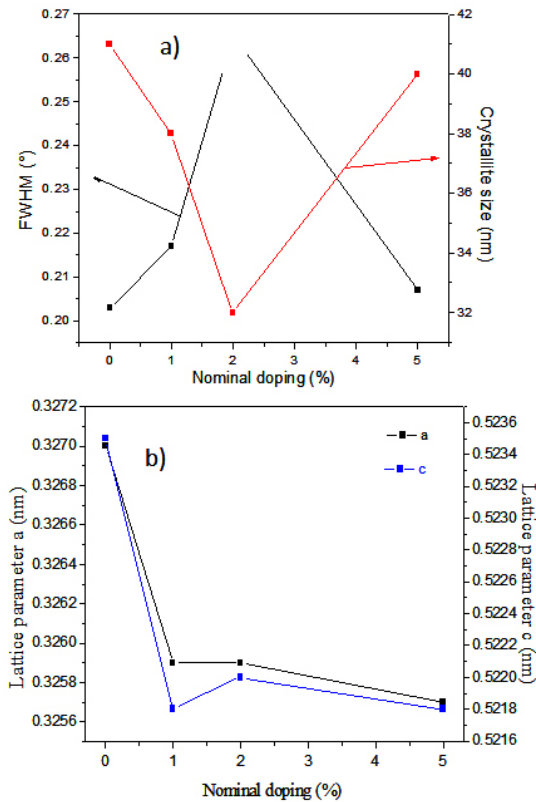 a)
FWHM (°)
0.27
0.26
0.25
0.24
0.23
0.22
0.21
0.20
42
40
38
36
34
32
Crystallite size (nm)
0 1 2 3 4 5
Nominal doping (%)
b)
Lattice parameter a (nm)
0.3272
0.3270
0.3268
0.3266
0.3264
0.3262
0.3260
0.3258
0.3256
a
c
0.5236
0.5234
0.5232
0.5230
0.5228
0.5226
0.5224
0.5222
0.5220
0.5218
0.5216
Lattice parameter c (nm)
0 1 2 3 4 5
Nominal doping (%)